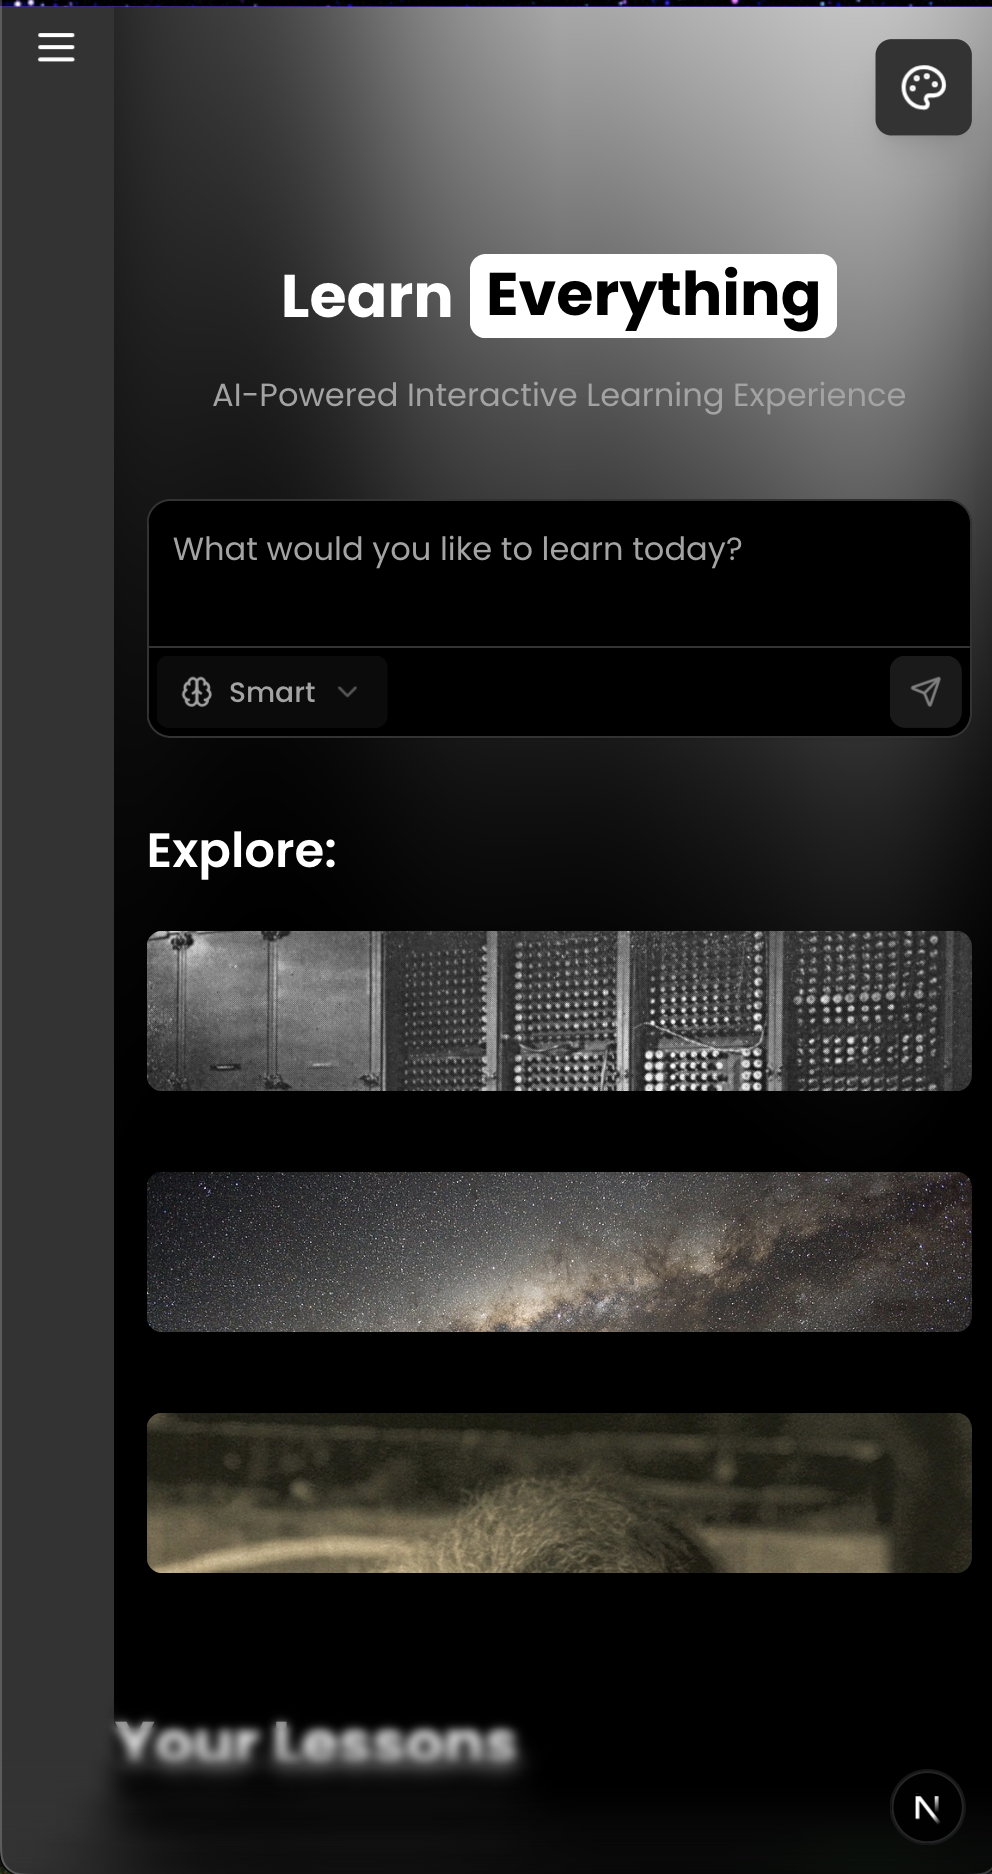 Learn Everything
AI-Powered Interactive Learning Experience
What would you like to learn today?
Smart
Explore:
Your Lessons
N